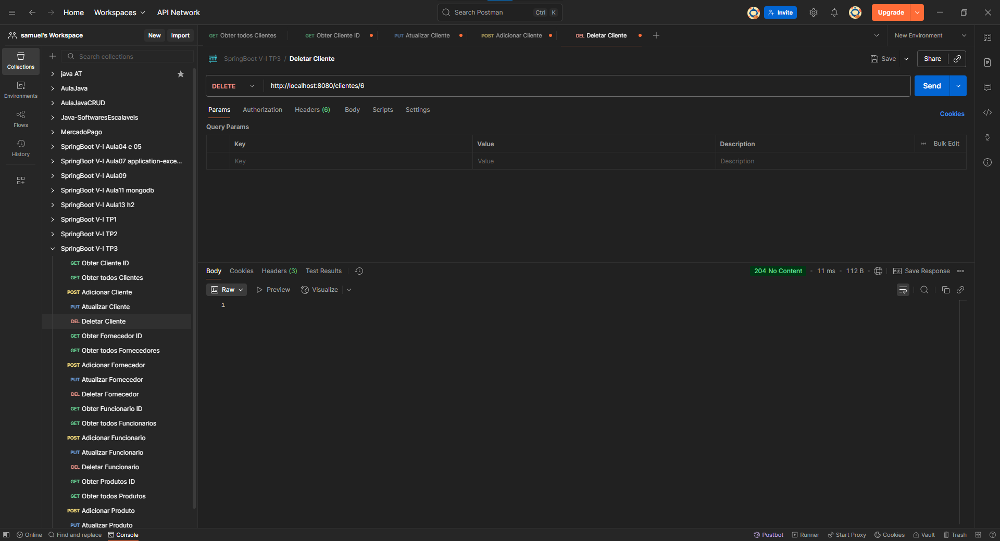 Home Workspaces API Network Search Postman Ctrl K Invite Upgrade
samuel's Workspace New Import
GET Obter todos Clientes GET Obter Cliente ID PUT Atualizar Cliente POST Adicionar Cliente DEL Deletar Cliente New Environment
Collections
Environments
Flows
History
Search collections
java AT
AulaJava
AulaJavaCRUD
Java-SoftwaresEscalaveis
MercadoPago
SpringBoot V-I Aula04 e 05
SpringBoot V-I Aula07 application-exce...
SpringBoot V-I Aula09
SpringBoot V-I Aula11 mongodb
SpringBoot V-I Aula13 h2
SpringBoot V-I TP1
SpringBoot V-I TP2
SpringBoot V-I TP3
GET Obter Cliente ID
GET Obter todos Clientes
POST Adicionar Cliente
PUT Atualizar Cliente
DEL Deletar Cliente
GET Obter Fornecedor ID
GET Obter todos Fornecedores
POST Adicionar Fornecedor
PUT Atualizar Fornecedor
DEL Deletar Fornecedor
GET Obter Funcionario ID
GET Obter todos Funcionarios
POST Adicionar Funcionario
PUT Atualizar Funcionario
DEL Deletar Funcionario
GET Obter Produtos ID
GET Obter todos Produtos
POST Adicionar Produto
PUT Atualizar Produto
HTTP SpringBoot V-I TP3 / Deletar Cliente Save Share
DELETE http://localhost:8080/clientes/6 Send
Params Authorization Headers (6) Body Scripts Settings Cookies
Query Params
Key Value Description Bulk Edit
Key Value Description
Body Cookies Headers (3) Test Results 204 No Content 11 ms 112 B e.g. Save Response
Raw Preview Visualize
1
Online Find and replace Console Postbot Runner Start Proxy Cookies Vault Trash